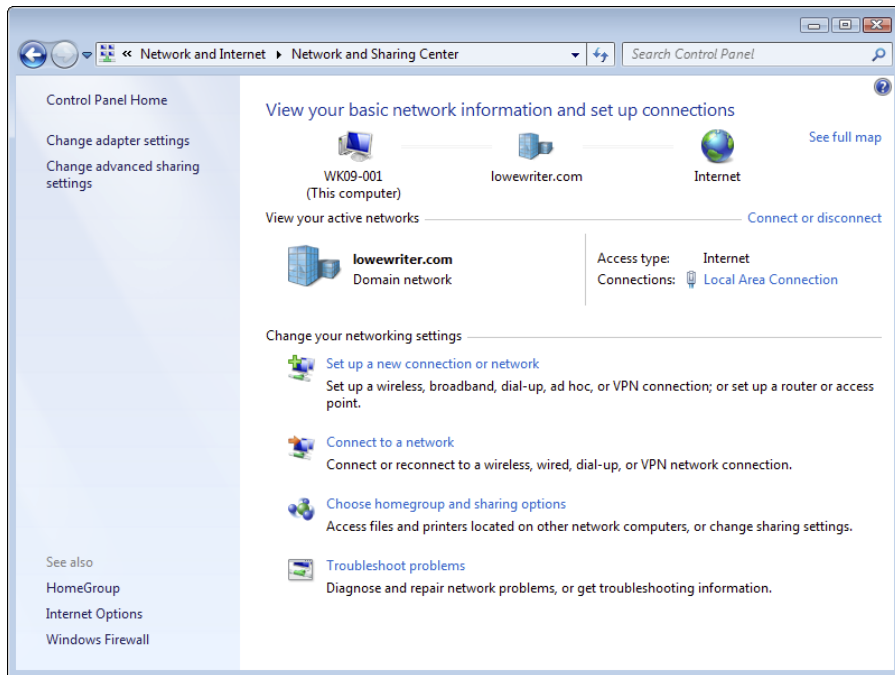 Network and Internet Network and Sharing Center
Search Control Panel
Control Panel Home
Change adapter settings
Change advanced sharing
settings
See also
HomeGroup
Internet Options
Windows Firewall
View your basic network information and set up connections
See full map
WK09-001
(This computer)
lowewriter.com
Internet
View your active networks
Connect or disconnect
lowewriter.com
Domain network
Access type: Internet
Connections: Local Area Connection
Change your networking settings
Set up a new connection or network
Set up a wireless, broadband, dial-up, ad hoc, or VPN connection; or set up a router or access
point.
Connect to a network
Connect or reconnect to a wireless, wired, dial-up, or VPN network connection.
Choose homegroup and sharing options
Access files and printers located on other network computers, or change sharing settings.
Troubleshoot problems
Diagnose and repair network problems, or get troubleshooting information.